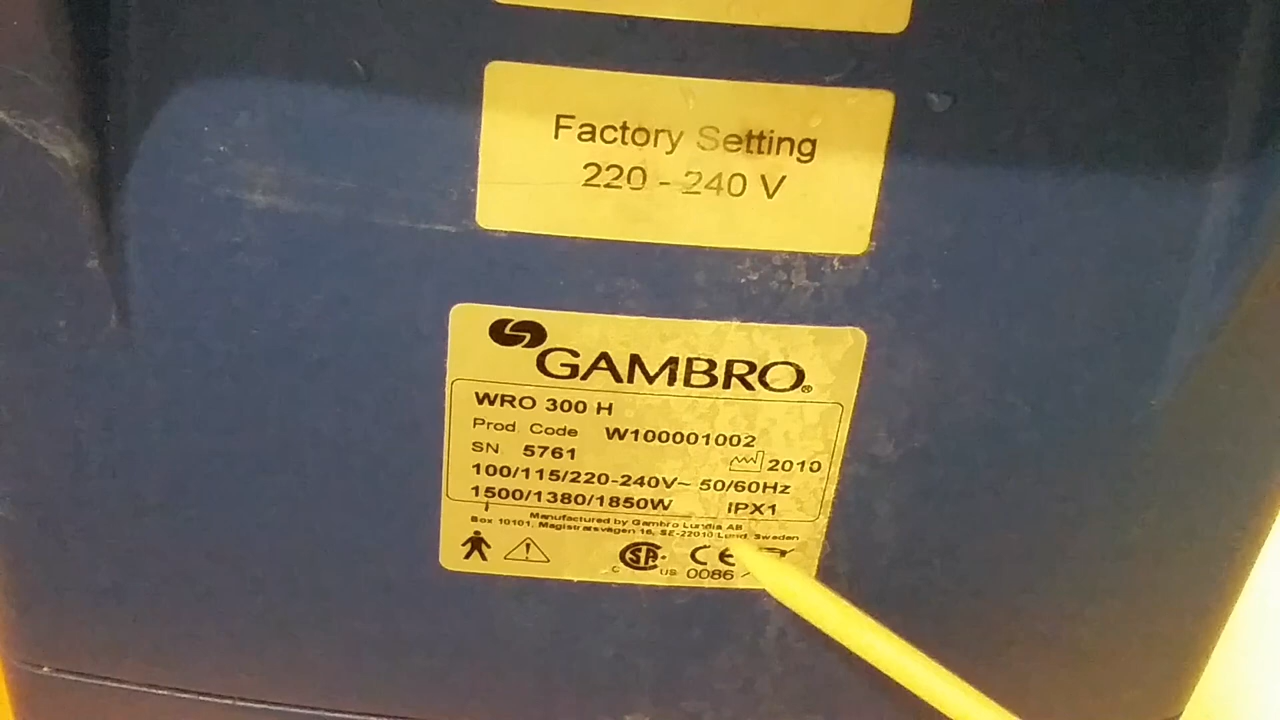 Factory Setting
220 - 240 V
GAMBRO®
WRO 300 H
Prod. Code W100001002
SN 5761
2010
100/115/220-240V~ 50/60Hz
1500/1380/1850W IPX1
Manufactured by Gambro Lundia AB
Box 10101, Magistratsvägen 16, SE-22010 Lund, Sweden
C SA US CE
0086